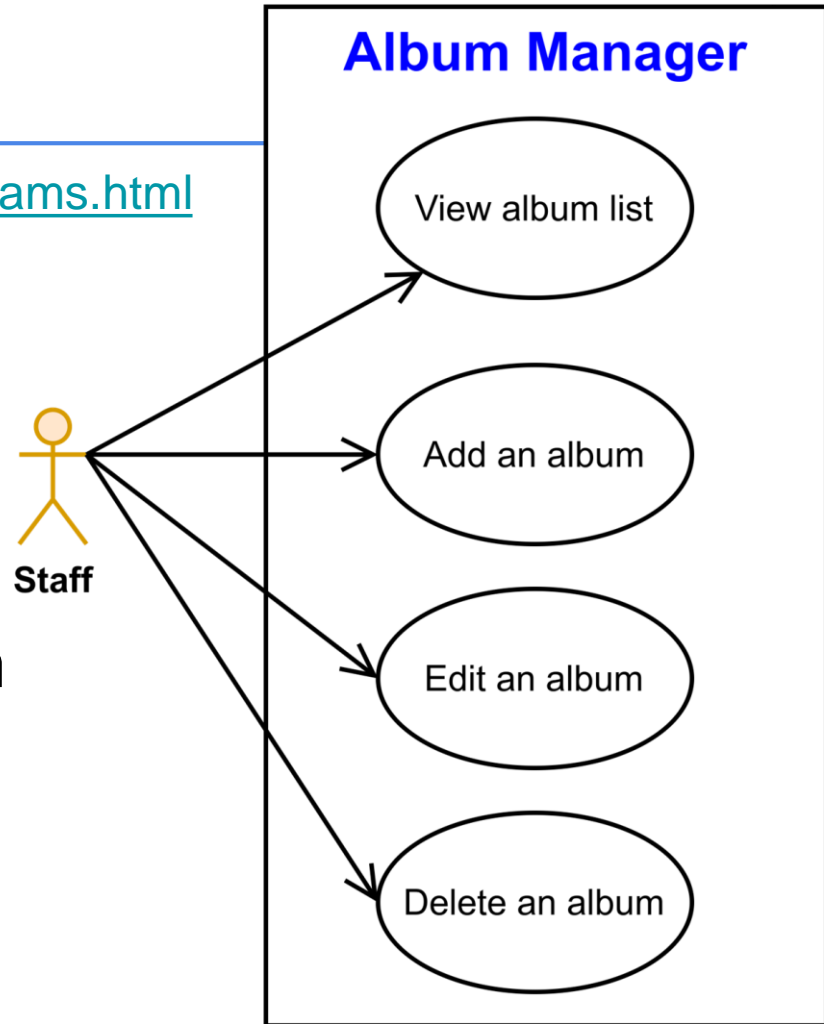 Album Manager
ams.html
View album list
Add an album
Staff
Edit an album
Delete an album